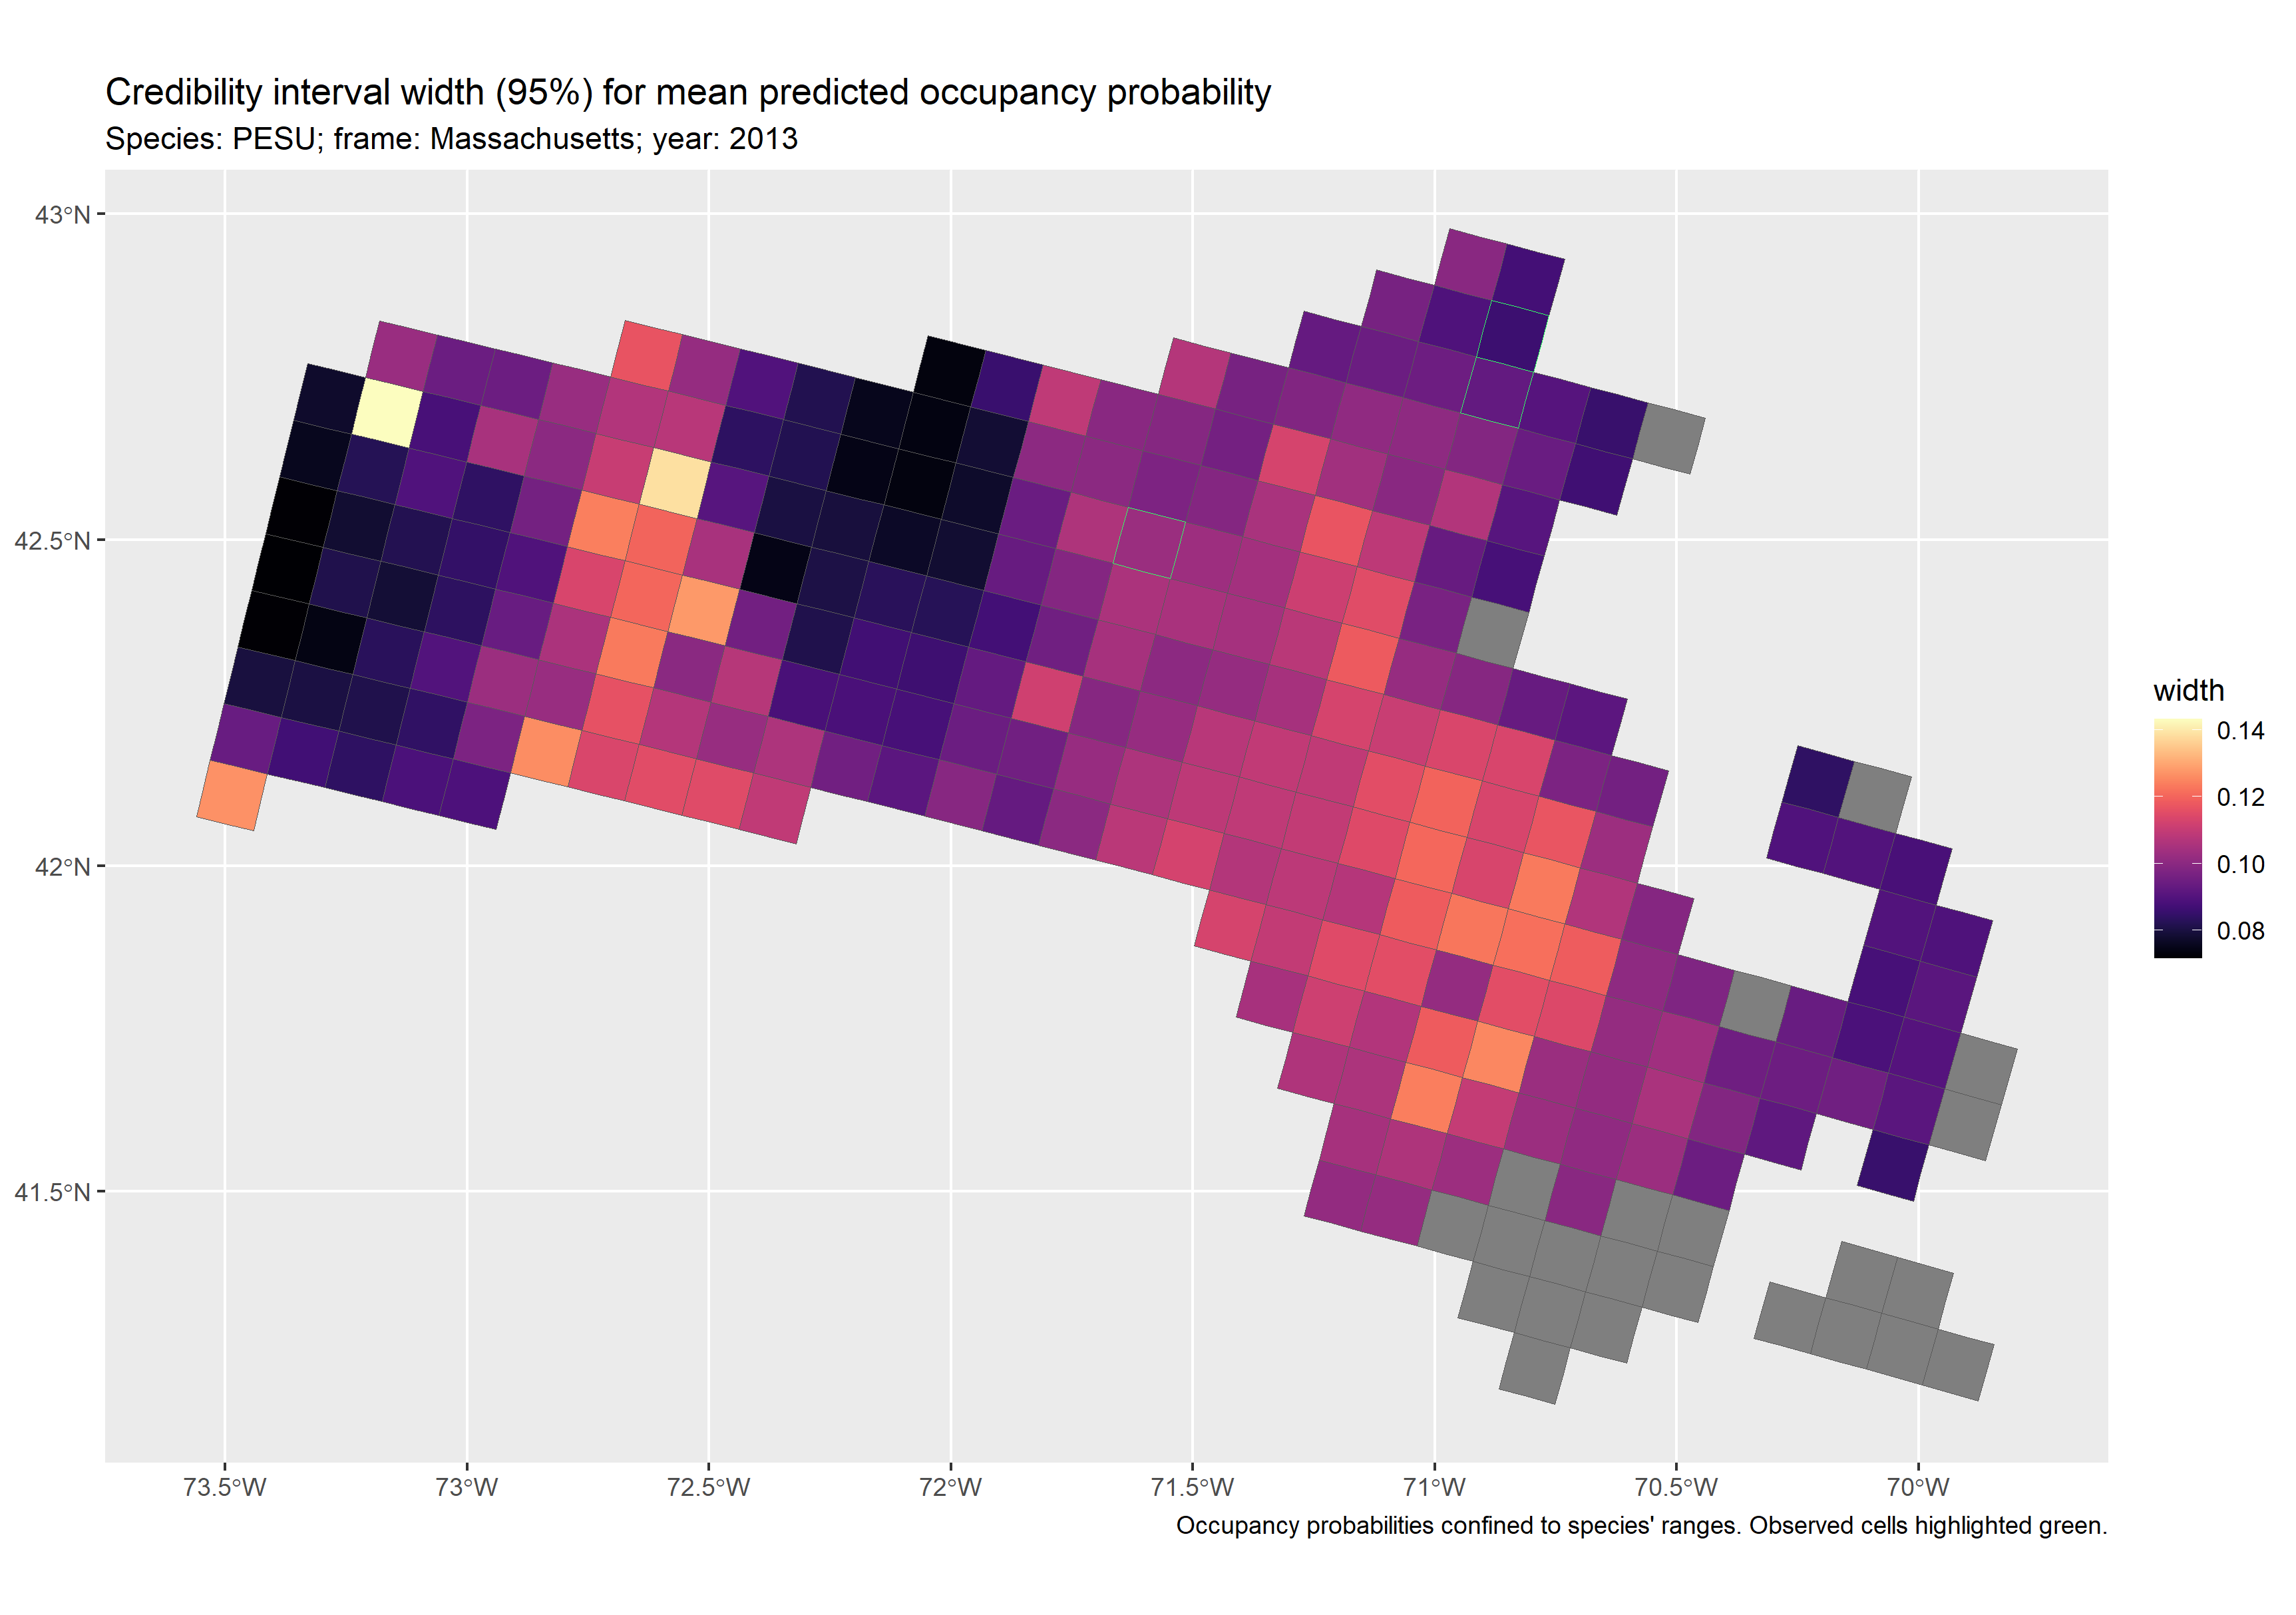 Credibility interval width (95%) for mean predicted occupancy probability
Species: PESU; frame: Massachusetts; year: 2013
43°N
42.5°N
42°N
41.5°N
73.5°W
73°W
72.5°W
72°W
71.5°W
71°W
70.5°W
70°W
width
0.14
0.12
0.10
0.08
Occupancy probabilities confined to species' ranges. Observed cells highlighted green.